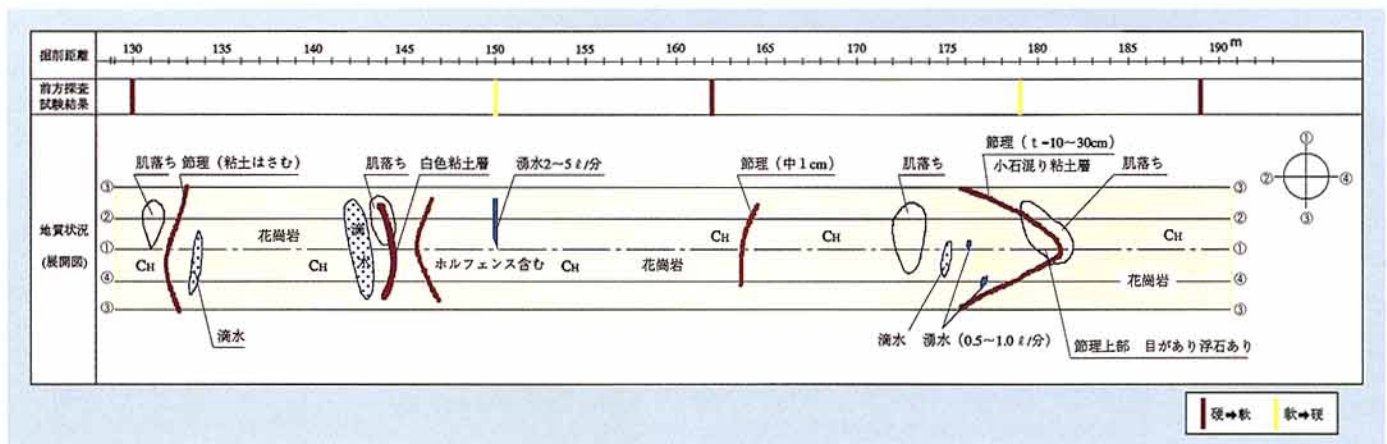 掘削距離
130 135 140 145 150 155 160 165 170 175 180 185 190 m
前方探査
試験結果
地質状況
(展開図)
肌落ち 節理（粘土はさむ） 肌落ち 白色粘土層 湧水2〜5ℓ/分 節理（巾1cm） 肌落ち 節理（t=10〜30cm）
小石混り粘土層 肌落ち
③ ③
② ②
花崗岩 滴 CH CH CH
① ①
CH CH 水 ホルフェンス含む CH 花崗岩
④ 花崗岩 ④
③ ③
滴水 滴水 湧水（0.5〜1.0ℓ/分） 節理上部 目があり浮石あり
①
② ④
③
硬→軟 軟→硬